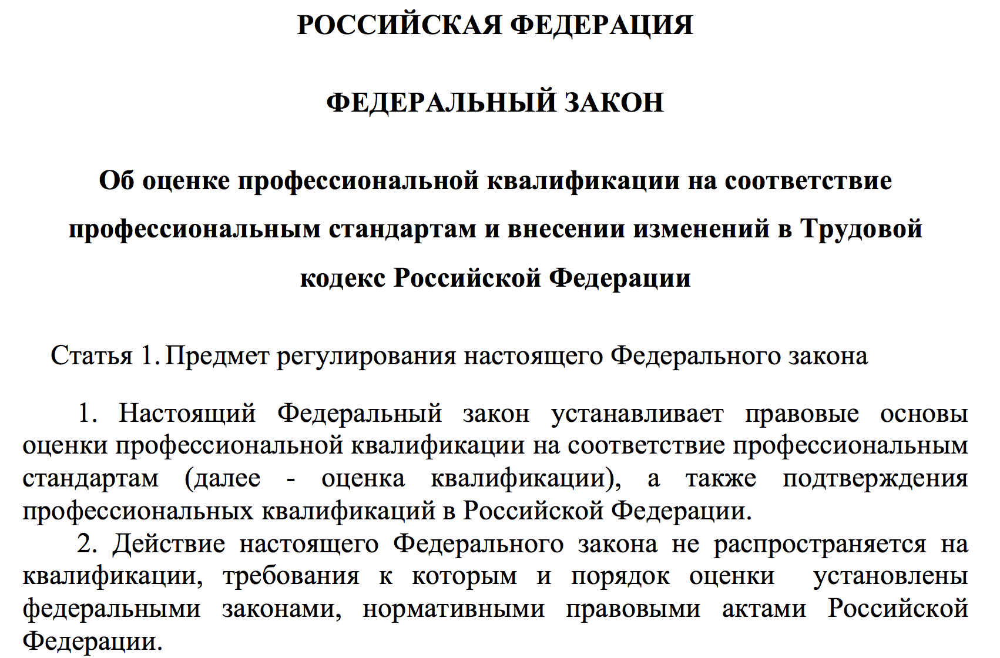 РОССИЙСКАЯ ФЕДЕРАЦИЯ
ФЕДЕРАЛЬНЫЙ ЗАКОН
Об оценке профессиональной квалификации на соответствие
профессиональным стандартам и внесении изменений в Трудовой
кодекс Российской Федерации
Статья 1. Предмет регулирования настоящего Федерального закона
1. Настоящий Федеральный закон устанавливает правовые основы
оценки профессиональной квалификации на соответствие профессиональным
стандартам (далее - оценка квалификации), а также подтверждения
профессиональных квалификаций в Российской Федерации.
2. Действие настоящего Федерального закона не распространяется на
квалификации, требования к которым и порядок оценки установлены
федеральными законами, нормативными правовыми актами Российской
Федерации.